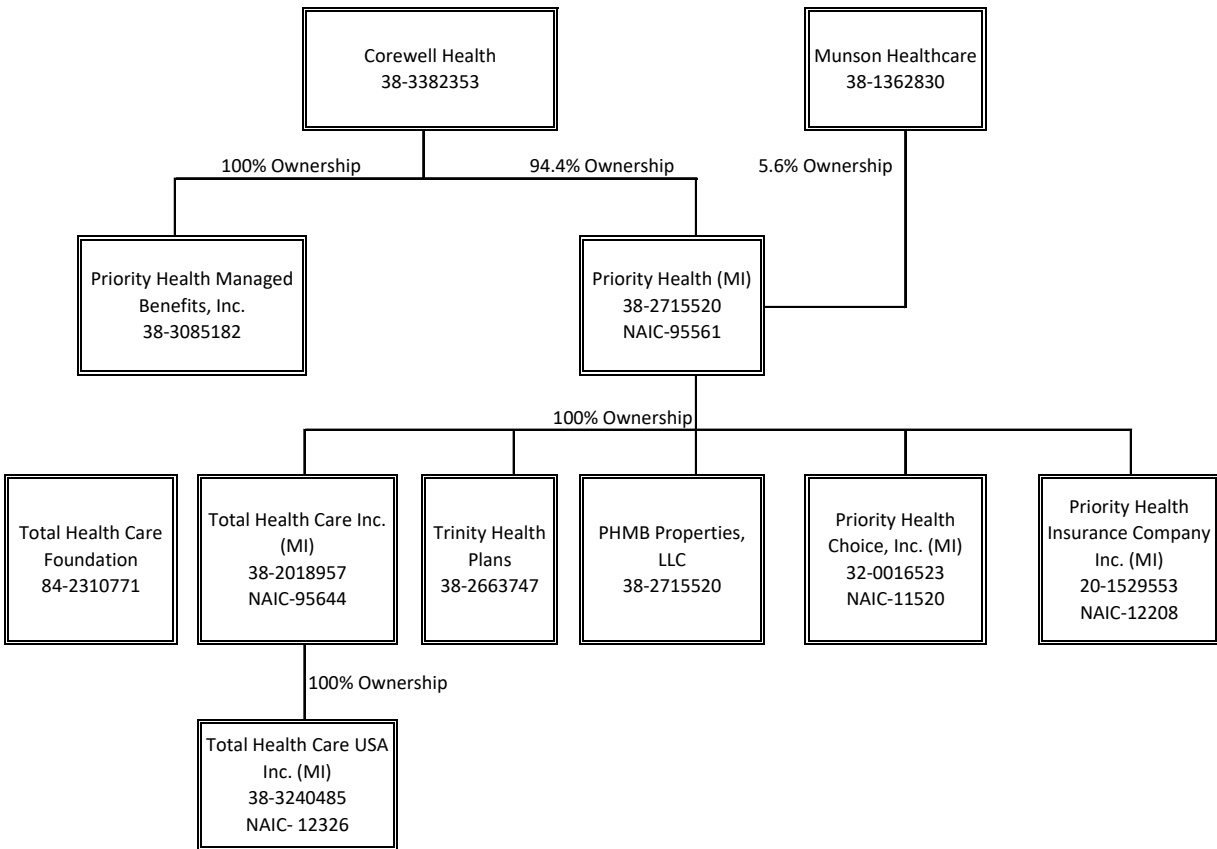 Corewell Health
38-3382353
Munson Healthcare
38-1362830
100% Ownership
94.4% Ownership
5.6% Ownership
Priority Health Managed
Benefits, Inc.
38-3085182
Priority Health (MI)
38-2715520
NAIC-95561
100% Ownership
Total Health Care
Foundation
84-2310771
Total Health Care Inc.
(MI)
38-2018957
NAIC-95644
Trinity Health
Plans
38-2663747
PHMB Properties,
LLC
38-2715520
Priority Health
Choice, Inc. (MI)
32-0016523
NAIC-11520
Priority Health
Insurance Company
Inc. (MI)
20-1529553
NAIC-12208
100% Ownership
Total Health Care USA
Inc. (MI)
38-3240485
NAIC- 12326